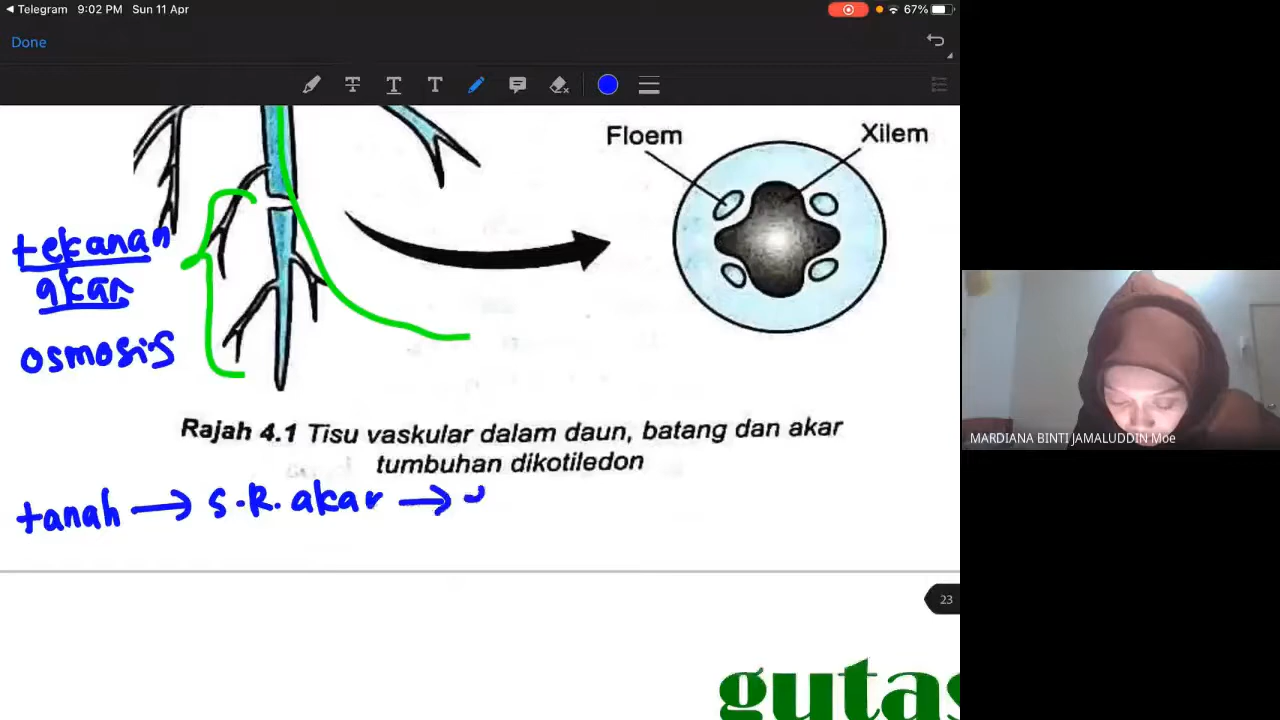 Telegram 9:02 PM Sun 11 Apr
67%
Done
Floem
Xilem
tekanan
akar
osmosis
Rajah 4.1 Tisu vaskular dalam daun, batang dan akar
tumbuhan dikotiledon
tanah → s.R. akar →
23
gutas
MARDIANA BINTI JAMALUDDIN Moe